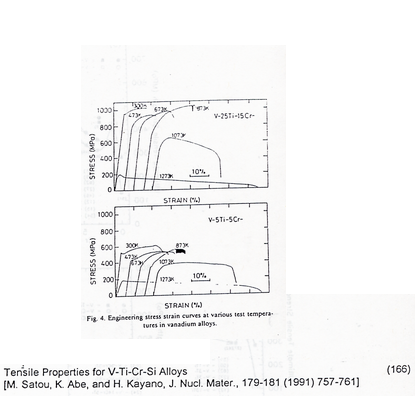 1000
800
600
400
200
0
STRESS (MPa)
300K
473K
673K
873K
1073K
1273K
V-25Ti-15Cr-
10%
STRAIN (%)
1000
800
600
400
200
0
STRESS (MPa)
V-5Ti-5Cr-
300K
473K
673K
873K
1073K
1273K
10%
STRAIN (%)
Fig. 4. Engineering stress strain curves at various test tempera-
tures in vanadium alloys.
Tensile Properties for V-Ti-Cr-Si Alloys (166)
[M. Satou, K. Abe, and H. Kayano, J. Nucl. Mater., 179-181 (1991) 757-761]